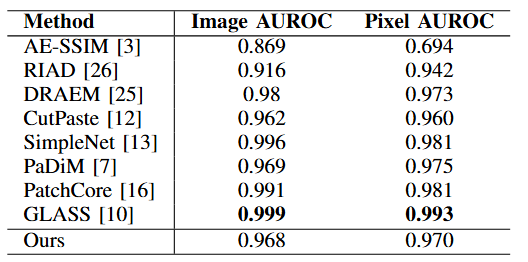 Method Image AUROC Pixel AUROC
AE-SSIM [3] 0.869 0.694
RIAD [26] 0.916 0.942
DRAEM [25] 0.98 0.973
CutPaste [12] 0.962 0.960
SimpleNet [13] 0.996 0.981
PaDiM [7] 0.969 0.975
PatchCore [16] 0.991 0.981
GLASS [10] 0.999 0.993
Ours 0.968 0.970